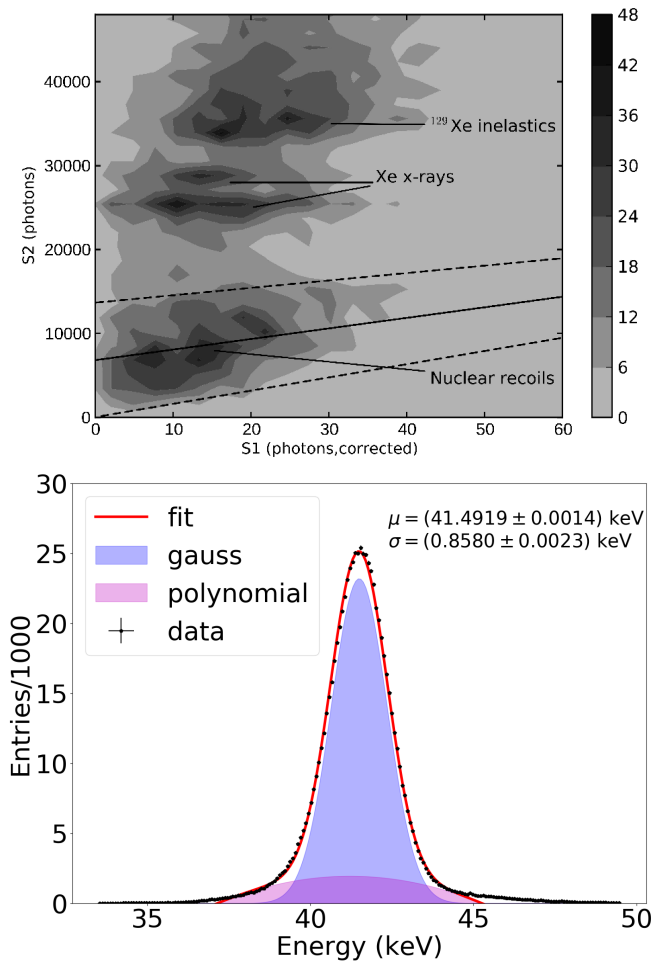 48
42
36
30
24
18
12
6
0
40000
30000
20000
10000
0
S2 (photons)
¹²⁹Xe inelastics
Xe x-rays
Nuclear recoils
0 10 20 30 40 50 60
S1 (photons,corrected)
30
25
20
15
10
5
0
Entries/1000
fit
gauss
polynomial
data
μ = (41.4919 ± 0.0014) keV
σ = (0.8580 ± 0.0023) keV
35 40 45 50
Energy (keV)